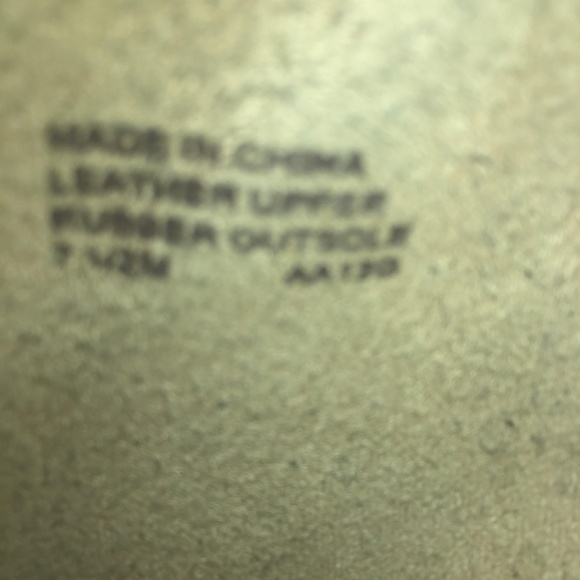 MADE IN CHINA
LEATHER UPPER
RUBBER OUTSOLE
7 1/2M